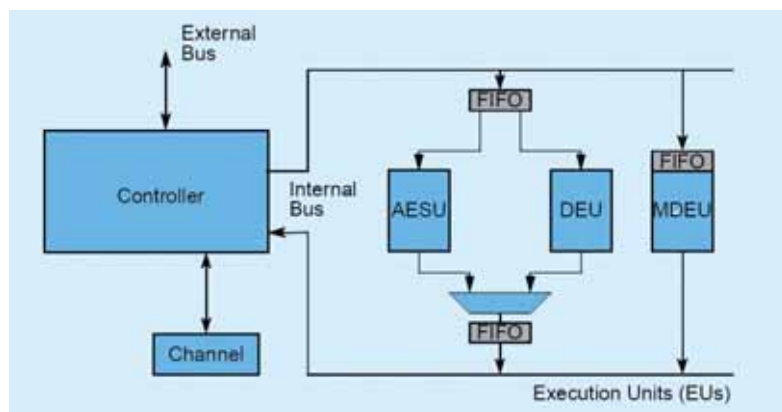 External
Bus
FIFO
FIFO
Controller
Internal
Bus
AESU
DEU
MDEU
FIFO
Channel
Execution Units (EUs)